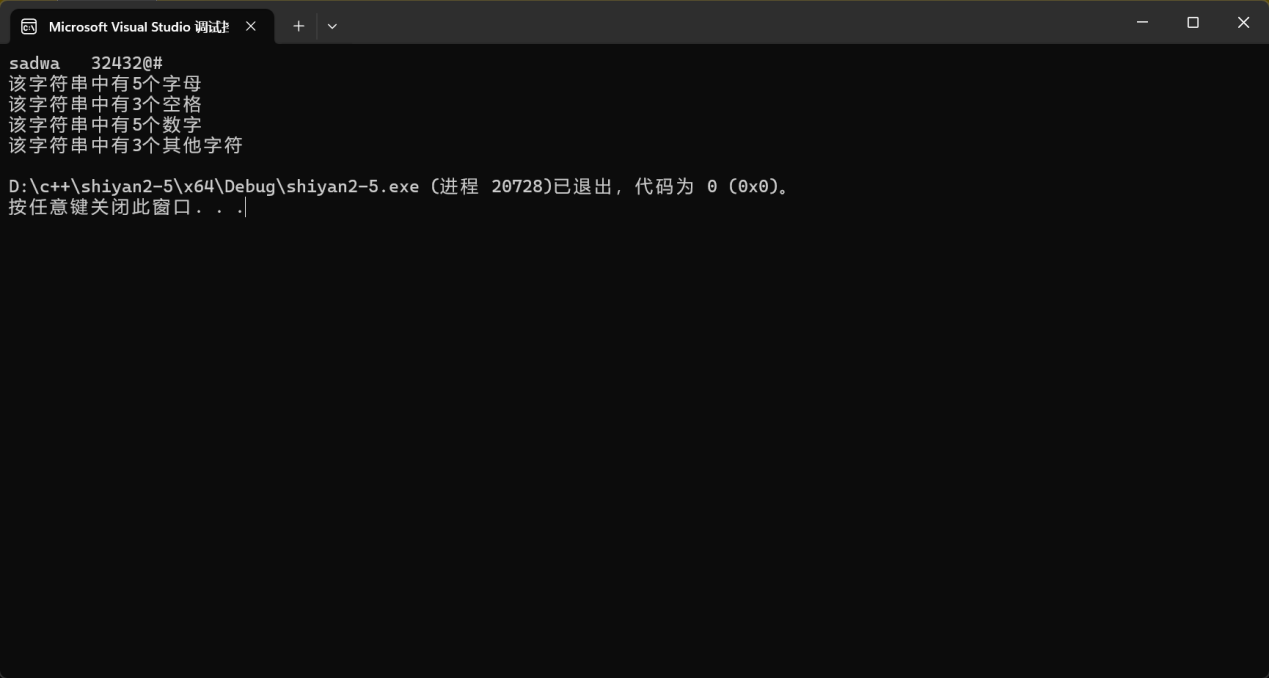 Microsoft Visual Studio 调试控
sadwa   32432@#
该字符串中有5个字母
该字符串中有3个空格
该字符串中有5个数字
该字符串中有3个其他字符
D:\c++\shiyan2-5\x64\Debug\shiyan2-5.exe (进程 20728)已退出，代码为 0 (0x0)。
按任意键关闭此窗口. . .